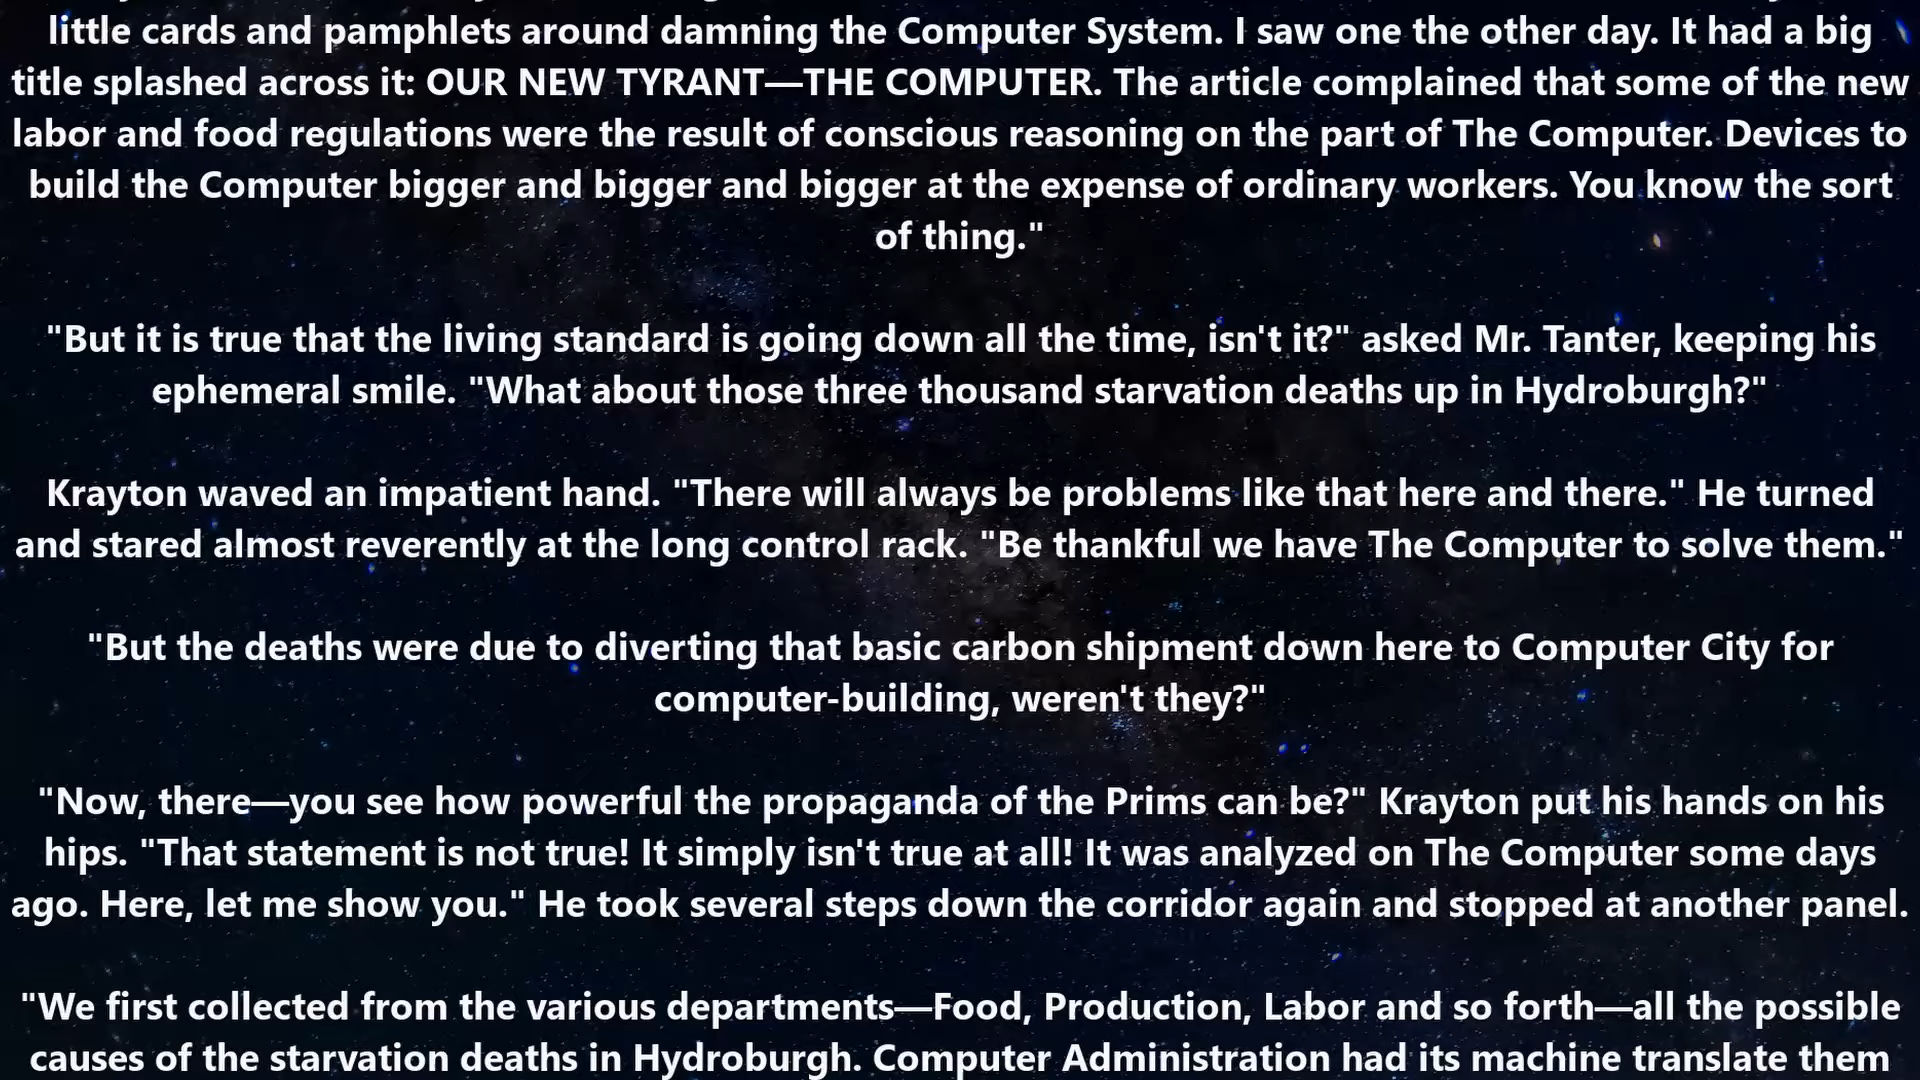 little cards and pamphlets around damning the Computer System. I saw one the other day. It had a big
title splashed across it: OUR NEW TYRANT—THE COMPUTER. The article complained that some of the new
labor and food regulations were the result of conscious reasoning on the part of The Computer. Devices to
build the Computer bigger and bigger and bigger at the expense of ordinary workers. You know the sort
of thing."
"But it is true that the living standard is going down all the time, isn't it?" asked Mr. Tanter, keeping his
ephemeral smile. "What about those three thousand starvation deaths up in Hydroburgh?"
Krayton waved an impatient hand. "There will always be problems like that here and there." He turned
and stared almost reverently at the long control rack. "Be thankful we have The Computer to solve them."
"But the deaths were due to diverting that basic carbon shipment down here to Computer City for
computer-building, weren't they?"
"Now, there—you see how powerful the propaganda of the Prims can be?" Krayton put his hands on his
hips. "That statement is not true! It simply isn't true at all! It was analyzed on The Computer some days
ago. Here, let me show you." He took several steps down the corridor again and stopped at another panel.
"We first collected from the various departments—Food, Production, Labor and so forth—all the possible
causes of the starvation deaths in Hydroburgh. Computer Administration had its machine translate them